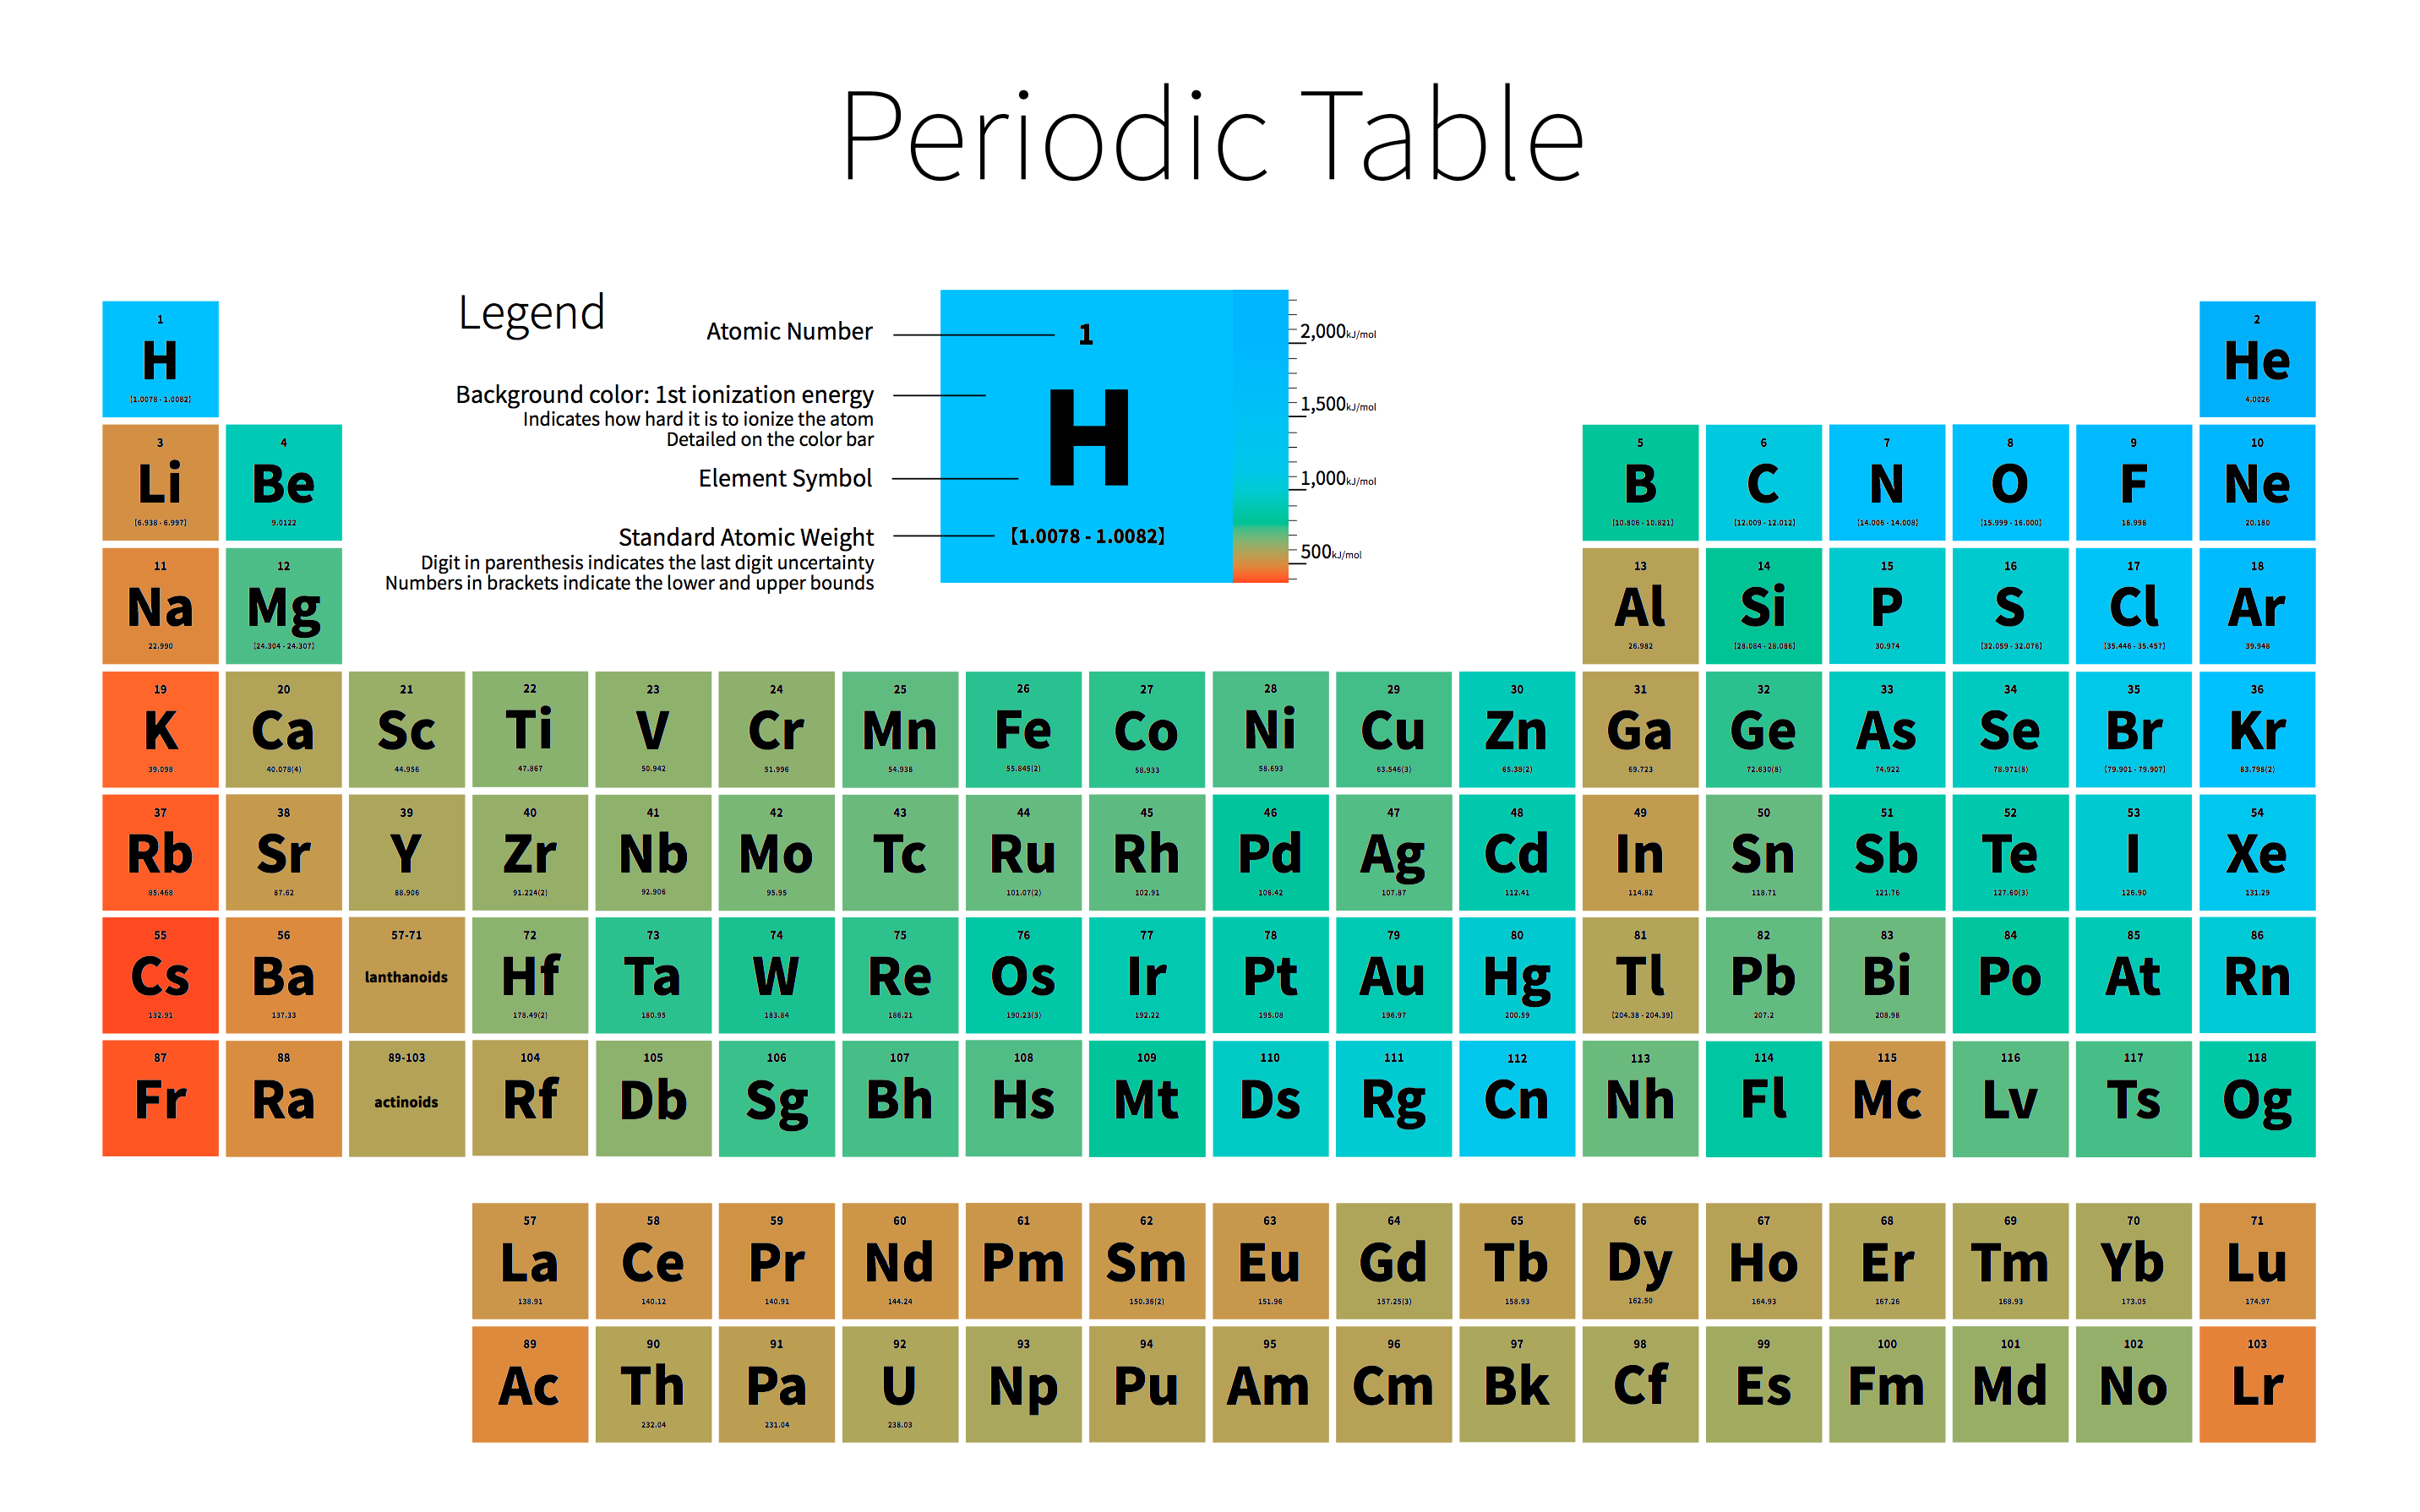 Periodic Table
Legend
Atomic Number
Background color: 1st ionization energy
Indicates how hard it is to ionize the atom
Detailed on the color bar
Element Symbol
Standard Atomic Weight
Digit in parenthesis indicates the last digit uncertainty
Numbers in brackets indicate the lower and upper bounds
1
H
[1.0078 - 1.0082]
2,000kJ/mol
1,500kJ/mol
1,000kJ/mol
500kJ/mol
1 2
H He
[1.0078 - 1.0082] 4.0026
3 4 5 6 7 8 9 10
Li Be B C N O F Ne
[6.938 - 6.997] 9.0122 [10.806 - 10.821] [12.009 - 12.012] [14.006 - 14.008] [15.999 - 16.000] 18.998 20.180
11 12 13 14 15 16 17 18
Na Mg Al Si P S Cl Ar
22.990 [24.304 - 24.307] 26.982 [28.084 - 28.086] 30.974 [32.059 - 32.076] [35.446 - 35.457] 39.948
19 20 21 22 23 24 25 26 27 28 29 30 31 32 33 34 35 36
K Ca Sc Ti V Cr Mn Fe Co Ni Cu Zn Ga Ge As Se Br Kr
39.098 40.078(4) 44.956 47.867 50.942 51.996 54.938 55.845(2) 58.933 58.693 63.546(3) 65.38(2) 69.723 72.630(8) 74.922 78.971(8) [79.901 - 79.907] 83.798(2)
37 38 39 40 41 42 43 44 45 46 47 48 49 50 51 52 53 54
Rb Sr Y Zr Nb Mo Tc Ru Rh Pd Ag Cd In Sn Sb Te I Xe
85.468 87.62 88.906 91.224(2) 92.906 95.95 101.07(2) 102.91 106.42 107.87 112.41 114.82 118.71 121.76 127.60(3) 126.90 131.29
55 56 57-71 72 73 74 75 76 77 78 79 80 81 82 83 84 85 86
Cs Ba lanthanoids Hf Ta W Re Os Ir Pt Au Hg Tl Pb Bi Po At Rn
132.91 137.33 178.49(2) 180.95 183.84 186.21 190.23(3) 192.22 195.08 196.97 200.59 [204.38 - 204.39] 207.2 208.98
87 88 89-103 104 105 106 107 108 109 110 111 112 113 114 115 116 117 118
Fr Ra actinoids Rf Db Sg Bh Hs Mt Ds Rg Cn Nh Fl Mc Lv Ts Og
57 58 59 60 61 62 63 64 65 66 67 68 69 70 71
La Ce Pr Nd Pm Sm Eu Gd Tb Dy Ho Er Tm Yb Lu
138.91 140.12 140.91 144.24 150.36(2) 151.96 157.25(3) 158.93 162.50 164.93 167.26 168.93 173.05 174.97
89 90 91 92 93 94 95 96 97 98 99 100 101 102 103
Ac Th Pa U Np Pu Am Cm Bk Cf Es Fm Md No Lr
232.04 231.04 238.03